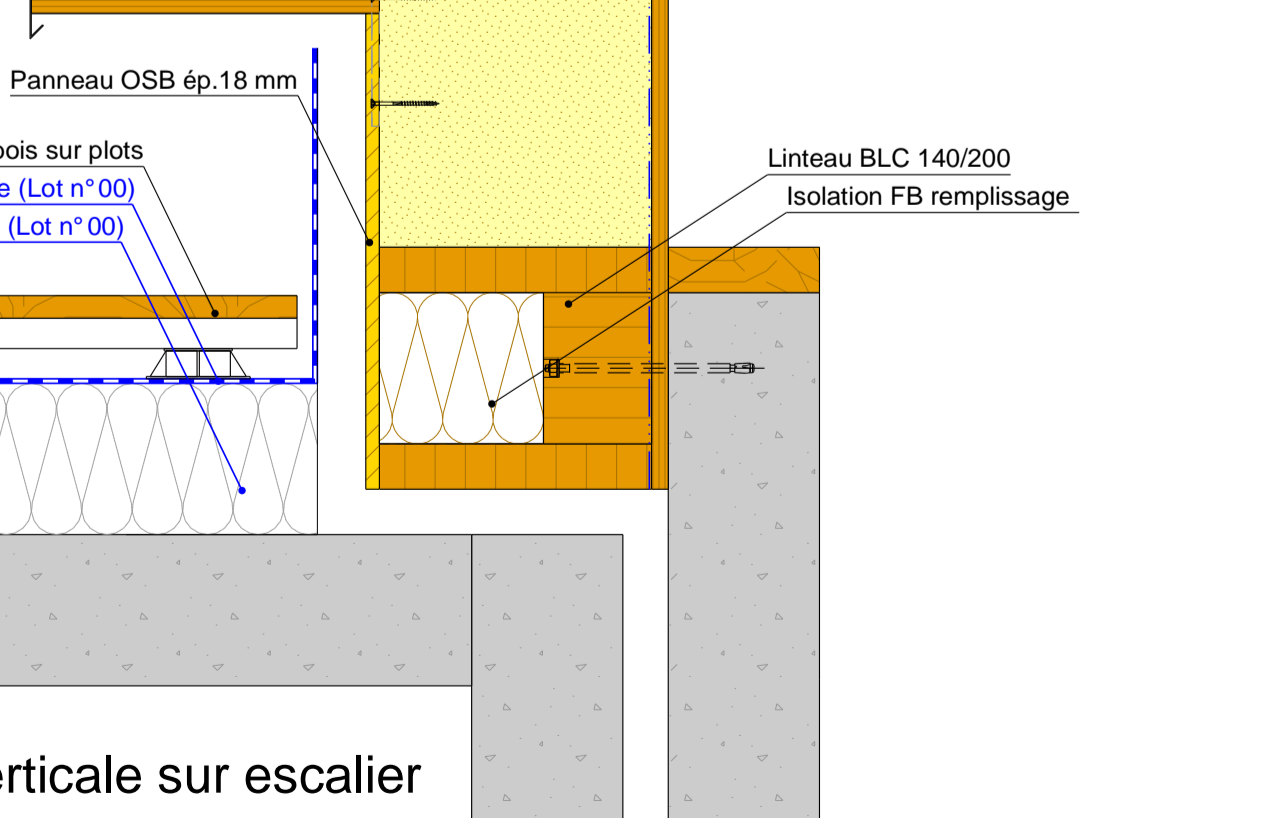 Panneau OSB ép.18 mm
bois sur plots
e (Lot n°00)
(Lot n°00)
Linteau BLC 140/200
Isolation FB remplissage
erticale sur escalier